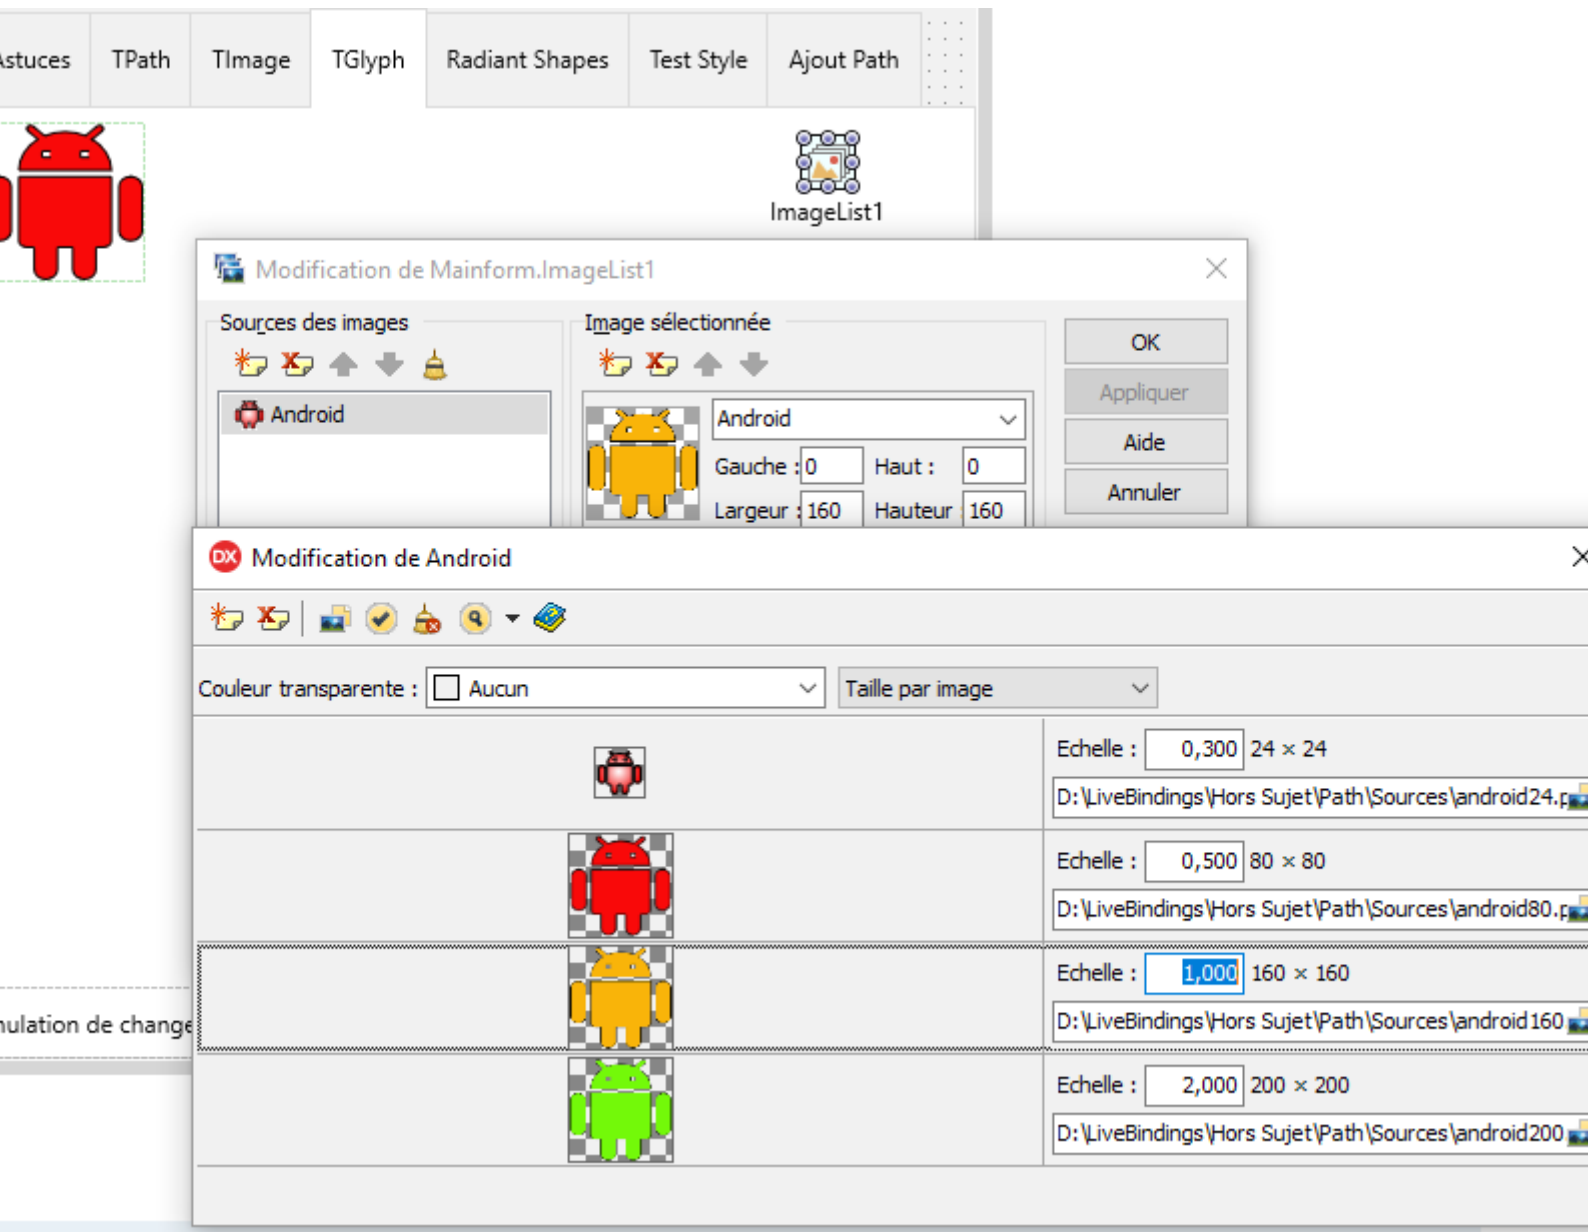 Astuces TPath TImage TGlyph Radiant Shapes Test Style Ajout Path
ImageList1
Modification de Mainform.ImageList1
Sources des images
Image sélectionnée
OK
Appliquer
Aide
Annuler
Android
Android
Gauche : 0 Haut : 0
Largeur : 160 Hauteur : 160
DX Modification de Android
Couleur transparente : Aucun Taille par image
Echelle : 0,300 24 × 24
D:\LiveBindings\Hors Sujet\Path\Sources\android24.p
Echelle : 0,500 80 × 80
D:\LiveBindings\Hors Sujet\Path\Sources\android80.p
Echelle : 1,000 160 × 160
D:\LiveBindings\Hors Sujet\Path\Sources\android160.
Echelle : 2,000 200 × 200
D:\LiveBindings\Hors Sujet\Path\Sources\android200.
nulation de change